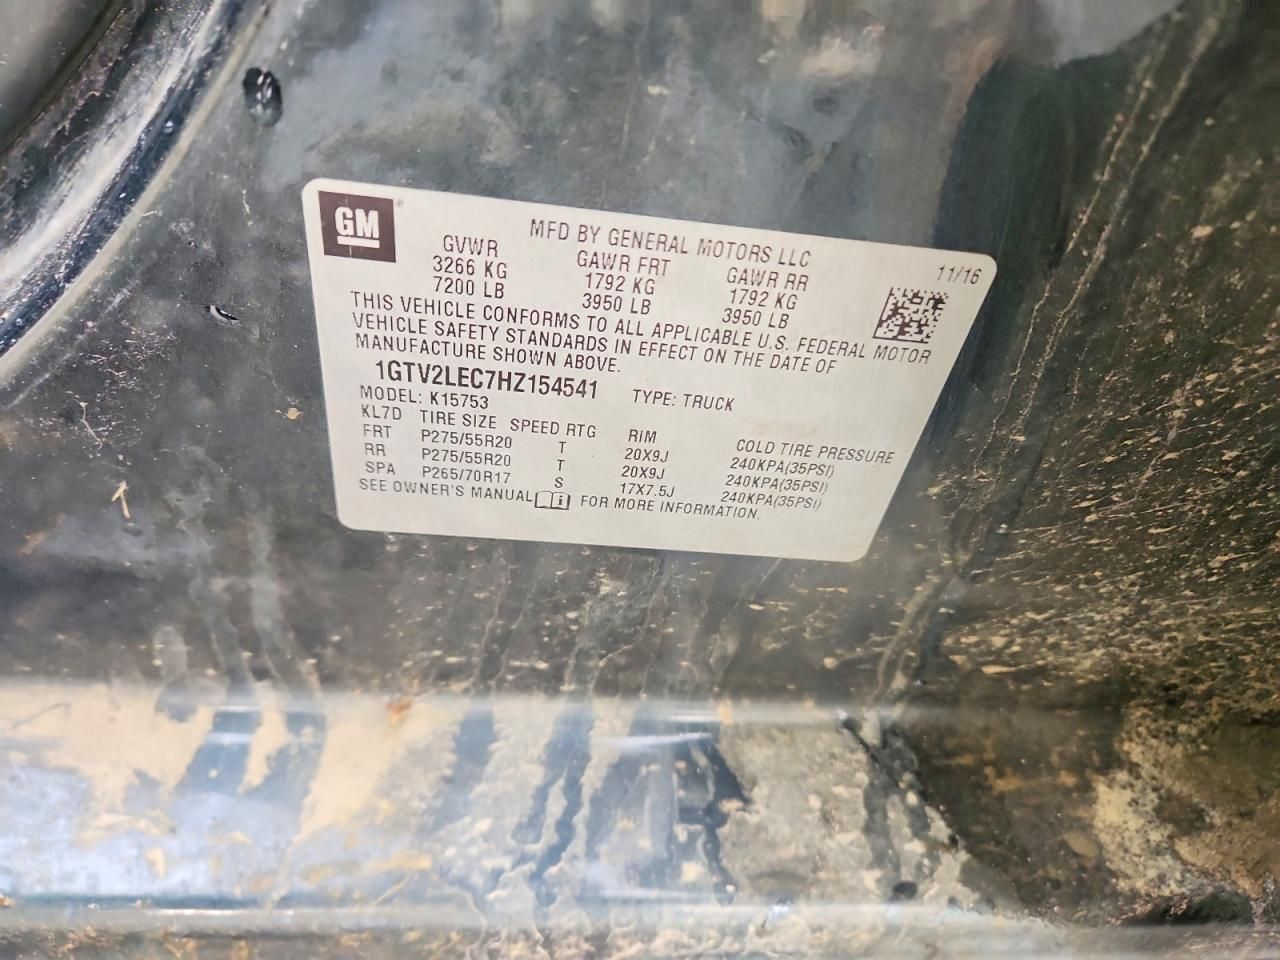 GM
MFD BY GENERAL MOTORS LLC
11/16
GVWR GAWR FRT GAWR RR
3266 KG 1792 KG 1792 KG
7200 LB 3950 LB 3950 LB
THIS VEHICLE CONFORMS TO ALL APPLICABLE U.S. FEDERAL MOTOR
VEHICLE SAFETY STANDARDS IN EFFECT ON THE DATE OF
MANUFACTURE SHOWN ABOVE.
1GTV2LEC7HZ154541 TYPE: TRUCK
MODEL: K15753
KL7D TIRE SIZE SPEED RTG RIM COLD TIRE PRESSURE
FRT P275/55R20 T 20X9J 240KPA(35PSI)
RR P275/55R20 T 20X9J 240KPA(35PSI)
SPA P265/70R17 S 17X7.5J 240KPA(35PSI)
SEE OWNER'S MANUAL FOR MORE INFORMATION.